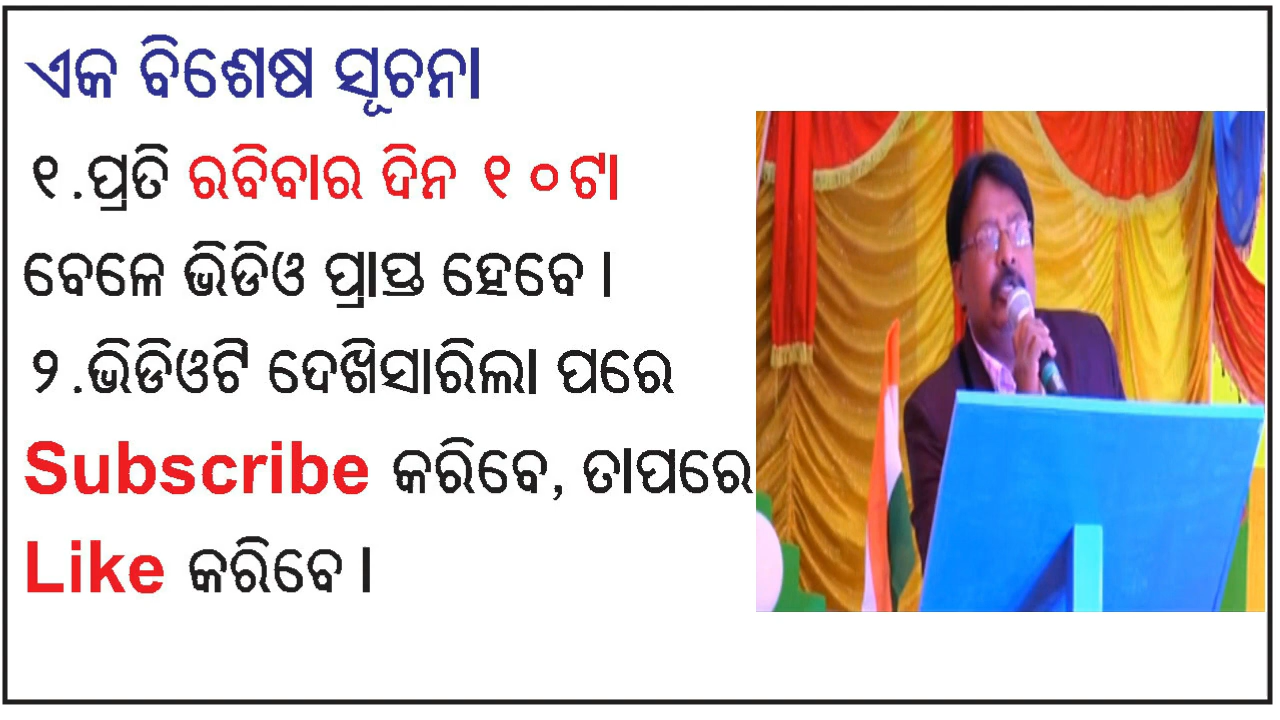 ଏକ ବିଶେଷ ସୂଚନା
୧.ପ୍ରତି ରବିବାର ଦିନ ୧୦ଟା
ବେଳେ ଭିଡିଓ ପ୍ରାପ୍ତ ହେବେ।
୨.ଭିଡିଓଟି ଦେଖିସାରିଲା ପରେ
Subscribe କରିବେ, ତାପରେ
Like କରିବେ।